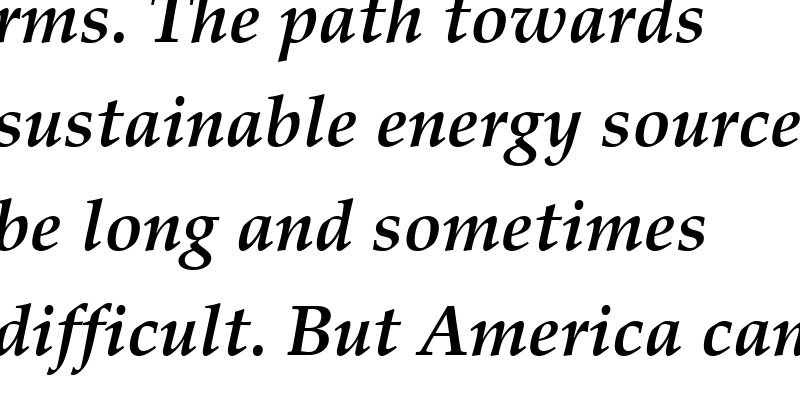 rms. The path towards
sustainable energy source
be long and sometimes
difficult. But America can